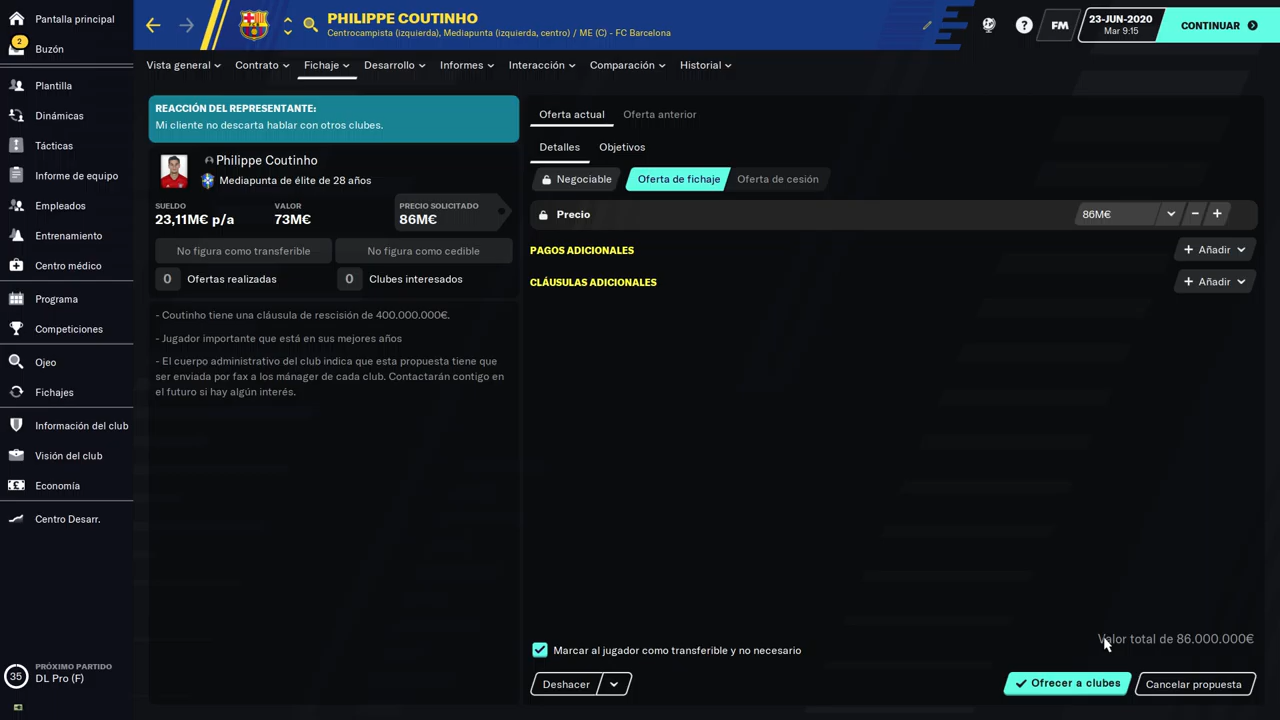 Pantalla principal
2
Buzón
Plantilla
Dinámicas
Tácticas
Informe de equipo
Empleados
Entrenamiento
Centro médico
Programa
Competiciones
Ojeo
Fichajes
Información del club
Visión del club
Economía
Centro Desarr.
35
PRÓXIMO PARTIDO
DL Pro (F)
PHILIPPE COUTINHO
Centrocampista (izquierda), Mediapunta (izquierda, centro) / ME (C) - FC Barcelona
?
FM
23-JUN-2020
Mar 9:15
CONTINUAR
Vista general
Contrato
Fichaje
Desarrollo
Informes
Interacción
Comparación
Historial
REACCIÓN DEL REPRESENTANTE:
Mi cliente no descarta hablar con otros clubes.
Philippe Coutinho
Mediapunta de élite de 28 años
SUELDO
23,11M€ p/a
VALOR
73M€
PRECIO SOLICITADO
86M€
No figura como transferible
No figura como cedible
0 Ofertas realizadas
0 Clubes interesados
- Coutinho tiene una cláusula de rescisión de 400.000.000€.
- Jugador importante que está en sus mejores años
- El cuerpo administrativo del club indica que esta propuesta tiene que
ser enviada por fax a los mánager de cada club. Contactarán contigo en
el futuro si hay algún interés.
Oferta actual
Oferta anterior
Detalles
Objetivos
Negociable
Oferta de fichaje
Oferta de cesión
Precio
86M€
- +
PAGOS ADICIONALES
+ Añadir
CLÁUSULAS ADICIONALES
+ Añadir
Valor total de 86.000.000€
Marcar al jugador como transferible y no necesario
Deshacer
Ofrecer a clubes
Cancelar propuesta